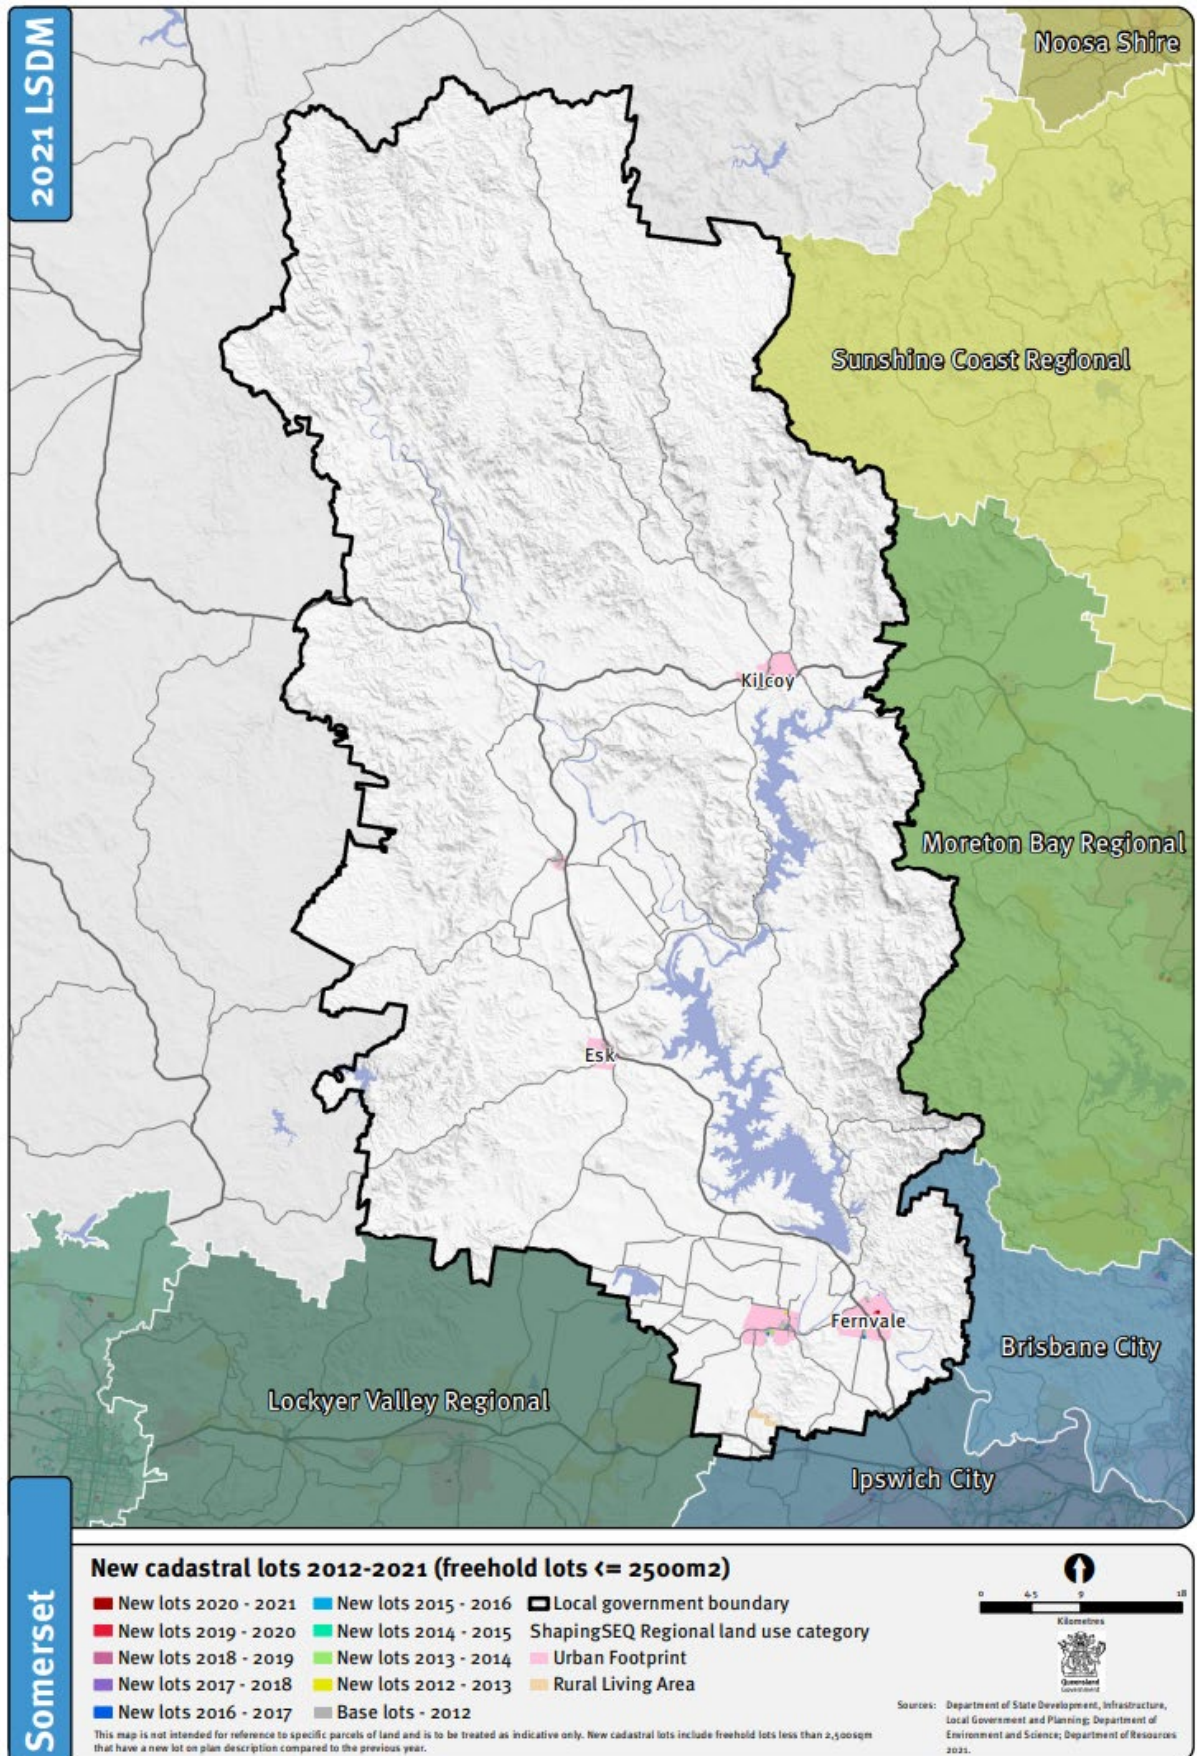 2021 LSDM
Noosa Shire
Sunshine Coast Regional
Kilcoy
Moreton Bay Regional
Esk
Fernvale
Brisbane City
Lockyer Valley Regional
Ipswich City
Somerset
New cadastral lots 2012-2021 (freehold lots <= 2500m2)
New lots 2020 - 2021
New lots 2019 - 2020
New lots 2018 - 2019
New lots 2017 - 2018
New lots 2016 - 2017
New lots 2015 - 2016
New lots 2014 - 2015
New lots 2013 - 2014
New lots 2012 - 2013
Base lots - 2012
Local government boundary
ShapingSEQ Regional land use category
Urban Footprint
Rural Living Area
0 4.5 9 18
Kilometres
Queensland
Government
Sources: Department of State Development, Infrastructure,
Local Government and Planning; Department of
Environment and Science; Department of Resources
2021.
This map is not intended for reference to specific parcels of land and is to be treated as indicative only. New cadastral lots include freehold lots less than 2,500sqm
that have a new lot on plan description compared to the previous year.